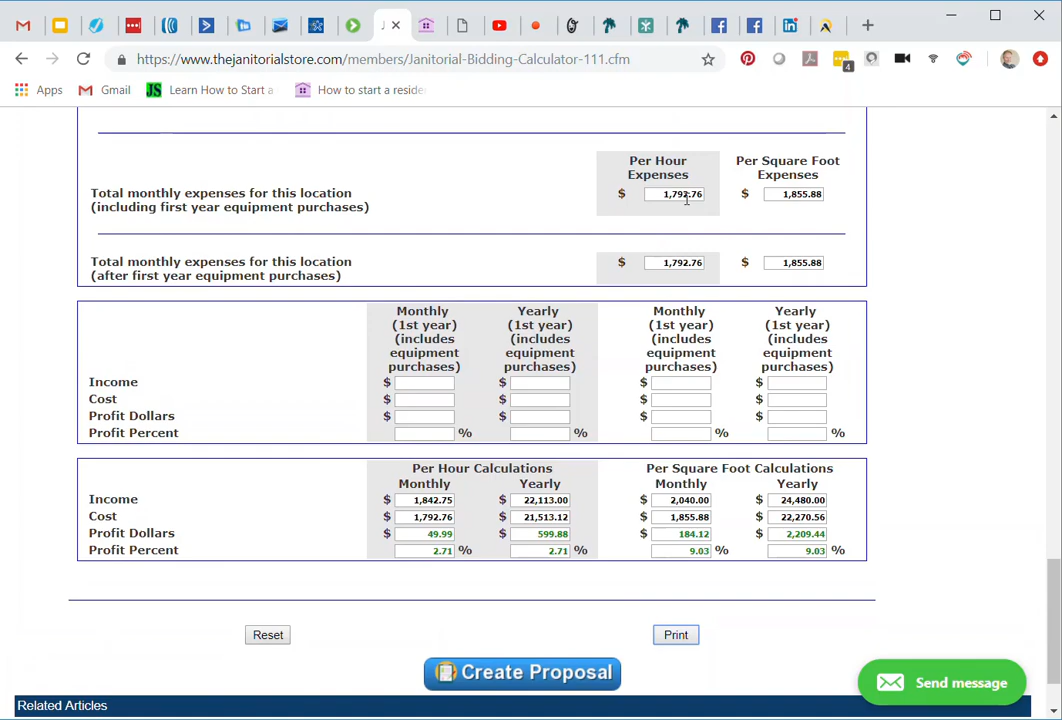 https://www.thejanitorialstore.com/members/Janitorial-Bidding-Calculator-111.cfm
4
Apps Gmail JS Learn How to Start a How to start a reside
Per Hour Expenses
Per Square Foot Expenses
Total monthly expenses for this location (including first year equipment purchases)
$ 1,792.76 $ 1,855.88
Total monthly expenses for this location (after first year equipment purchases)
$ 1,792.76 $ 1,855.88
Monthly Yearly Monthly Yearly
(1st year) (1st year) (1st year) (1st year)
(includes (includes (includes (includes
equipment equipment equipment equipment
purchases) purchases) purchases) purchases)
Income $ $ $ $
Cost $ $ $ $
Profit Dollars $ $ $ $
Profit Percent % % % %
Per Hour Calculations Per Square Foot Calculations
Monthly Yearly Monthly Yearly
Income $ 1,842.75 $ 22,113.00 $ 2,040.00 $ 24,480.00
Cost $ 1,792.76 $ 21,513.12 $ 1,855.88 $ 22,270.56
Profit Dollars $ 49.99 $ 599.88 $ 184.12 $ 2,209.44
Profit Percent 2.71 % 2.71 % 9.03 % 9.03 %
Reset Print
Create Proposal
Send message
Related Articles